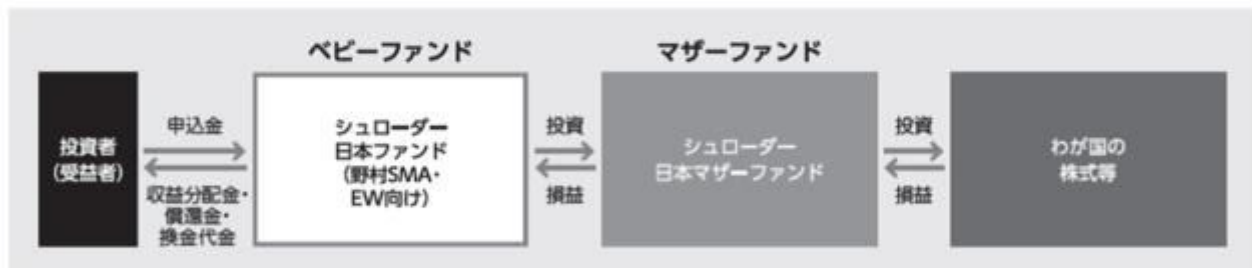 ベビーファンド
マザーファンド
投資者
(受益者)
申込金
収益分配金・
償還金・
換金代金
シュローダー
日本ファンド
(野村SMA・
EW向け)
投資
損益
シュローダー
日本マザーファンド
投資
損益
わが国の
株式等